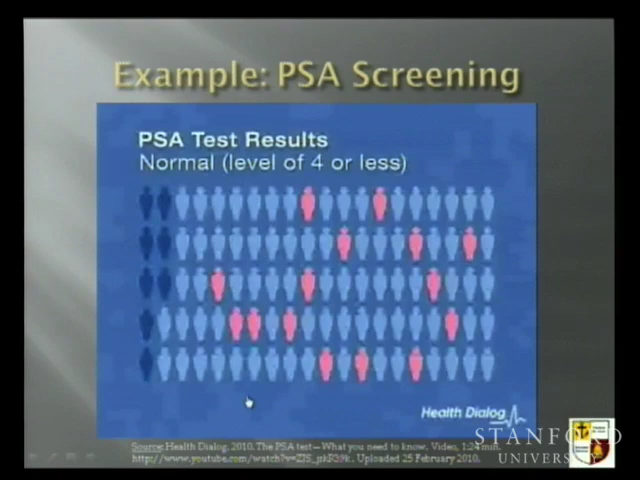 Example: PSA Screening
PSA Test Results
Normal (level of 4 or less)
Health Dialog
Source: Health Dialog. 2010. The PSA test—What you need to know. Video, 1:24 min.
Uploaded 25 February 2010.
STANFORD
UNIVERSITY